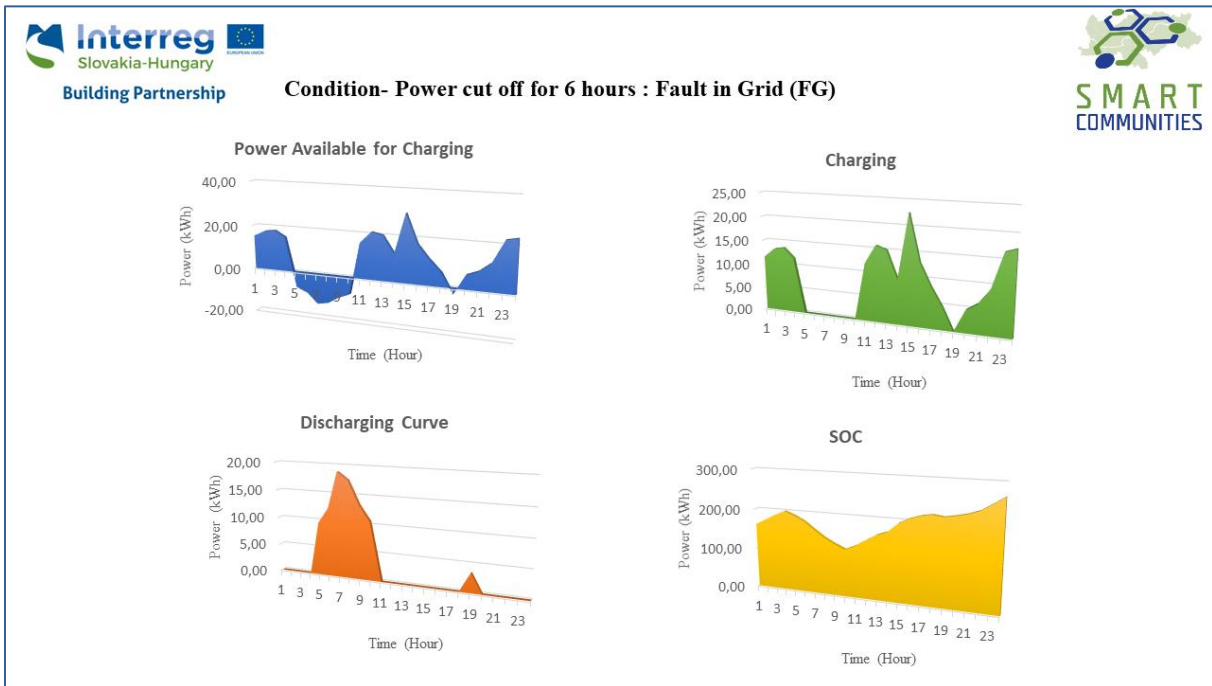 Interreg
EUROPEAN UNION
Slovakia-Hungary
Building Partnership
SMART
COMMUNITIES
Condition- Power cut off for 6 hours : Fault in Grid (FG)
Power Available for Charging
40,00
20,00
0,00
-20,00
Power (kWh)
1 3 5 7 9 11 13 15 17 19 21 23
Time (Hour)
Charging
25,00
20,00
15,00
10,00
5,00
0,00
Power (kWh)
1 3 5 7 9 11 13 15 17 19 21 23
Time (Hour)
Discharging Curve
20,00
15,00
10,00
5,00
0,00
Power (kWh)
1 3 5 7 9 11 13 15 17 19 21 23
Time (Hour)
SOC
300,00
200,00
100,00
0,00
Power (kWh)
1 3 5 7 9 11 13 15 17 19 21 23
Time (Hour)